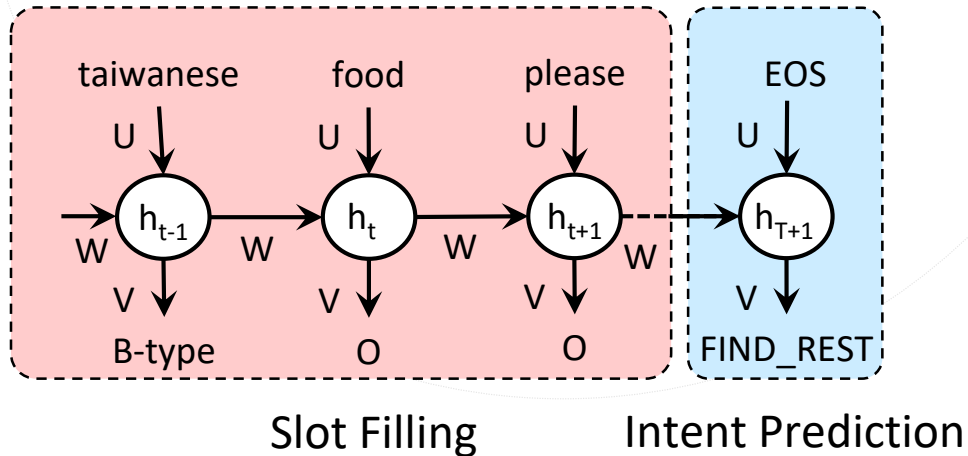 taiwanese food please EOS
U U U U
h_{t-1} h_t h_{t+1} h_{T+1}
W W W W
V V V V
B-type O O FIND_REST
Slot Filling Intent Prediction